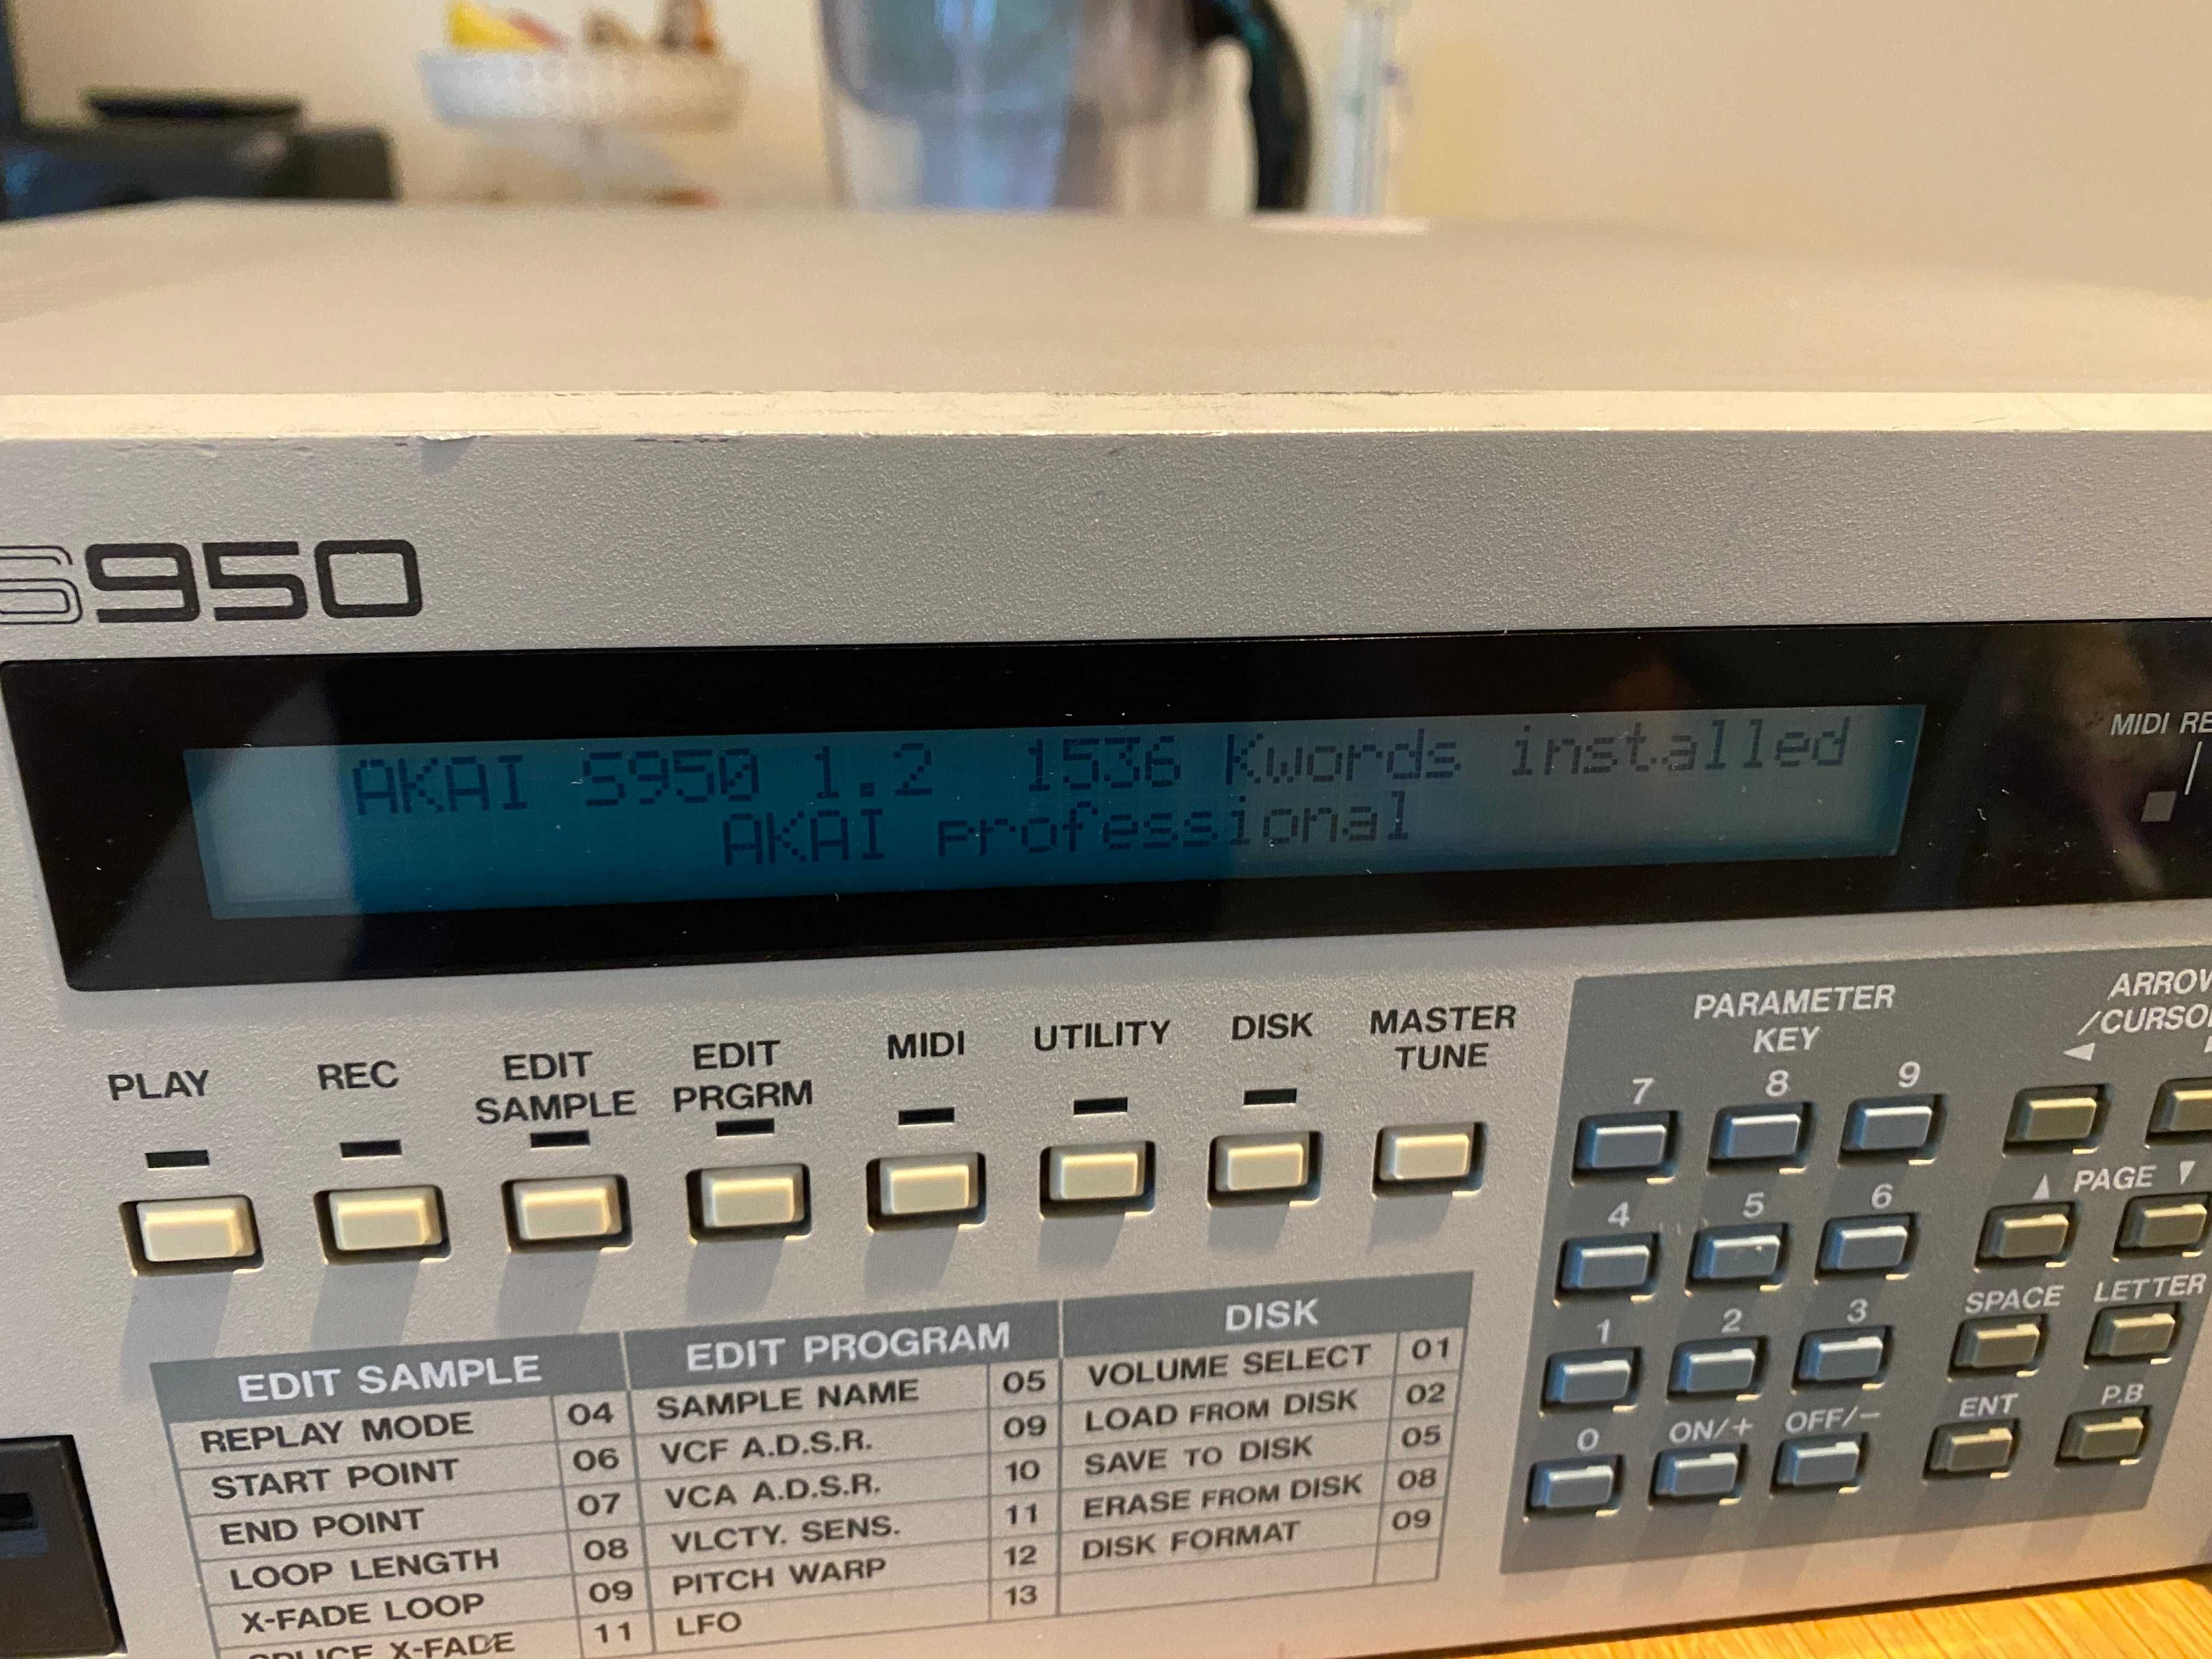 S950
AKAI S950 1.2 1536 Kwords installed
AKAI professional
MIDI
PLAY
REC
EDIT
SAMPLE
EDIT
PRGRM
MIDI
UTILITY
DISK
MASTER
TUNE
PARAMETER
KEY
7 8 9
4 5 6
PAGE
1 2 3
SPACE LETTER
0 ON/+ OFF/−
ENT P.B
EDIT SAMPLE
REPLAY MODE 04
START POINT 06
END POINT 07
LOOP LENGTH 08
X-FADE LOOP 09
SPLICE X-FADE 11
EDIT PROGRAM
SAMPLE NAME 05
VCF A.D.S.R. 09
VCA A.D.S.R. 10
VLCTY. SENS. 11
PITCH WARP 12
LFO 13
DISK
VOLUME SELECT 01
LOAD FROM DISK 02
SAVE TO DISK 05
ERASE FROM DISK 08
DISK FORMAT 09